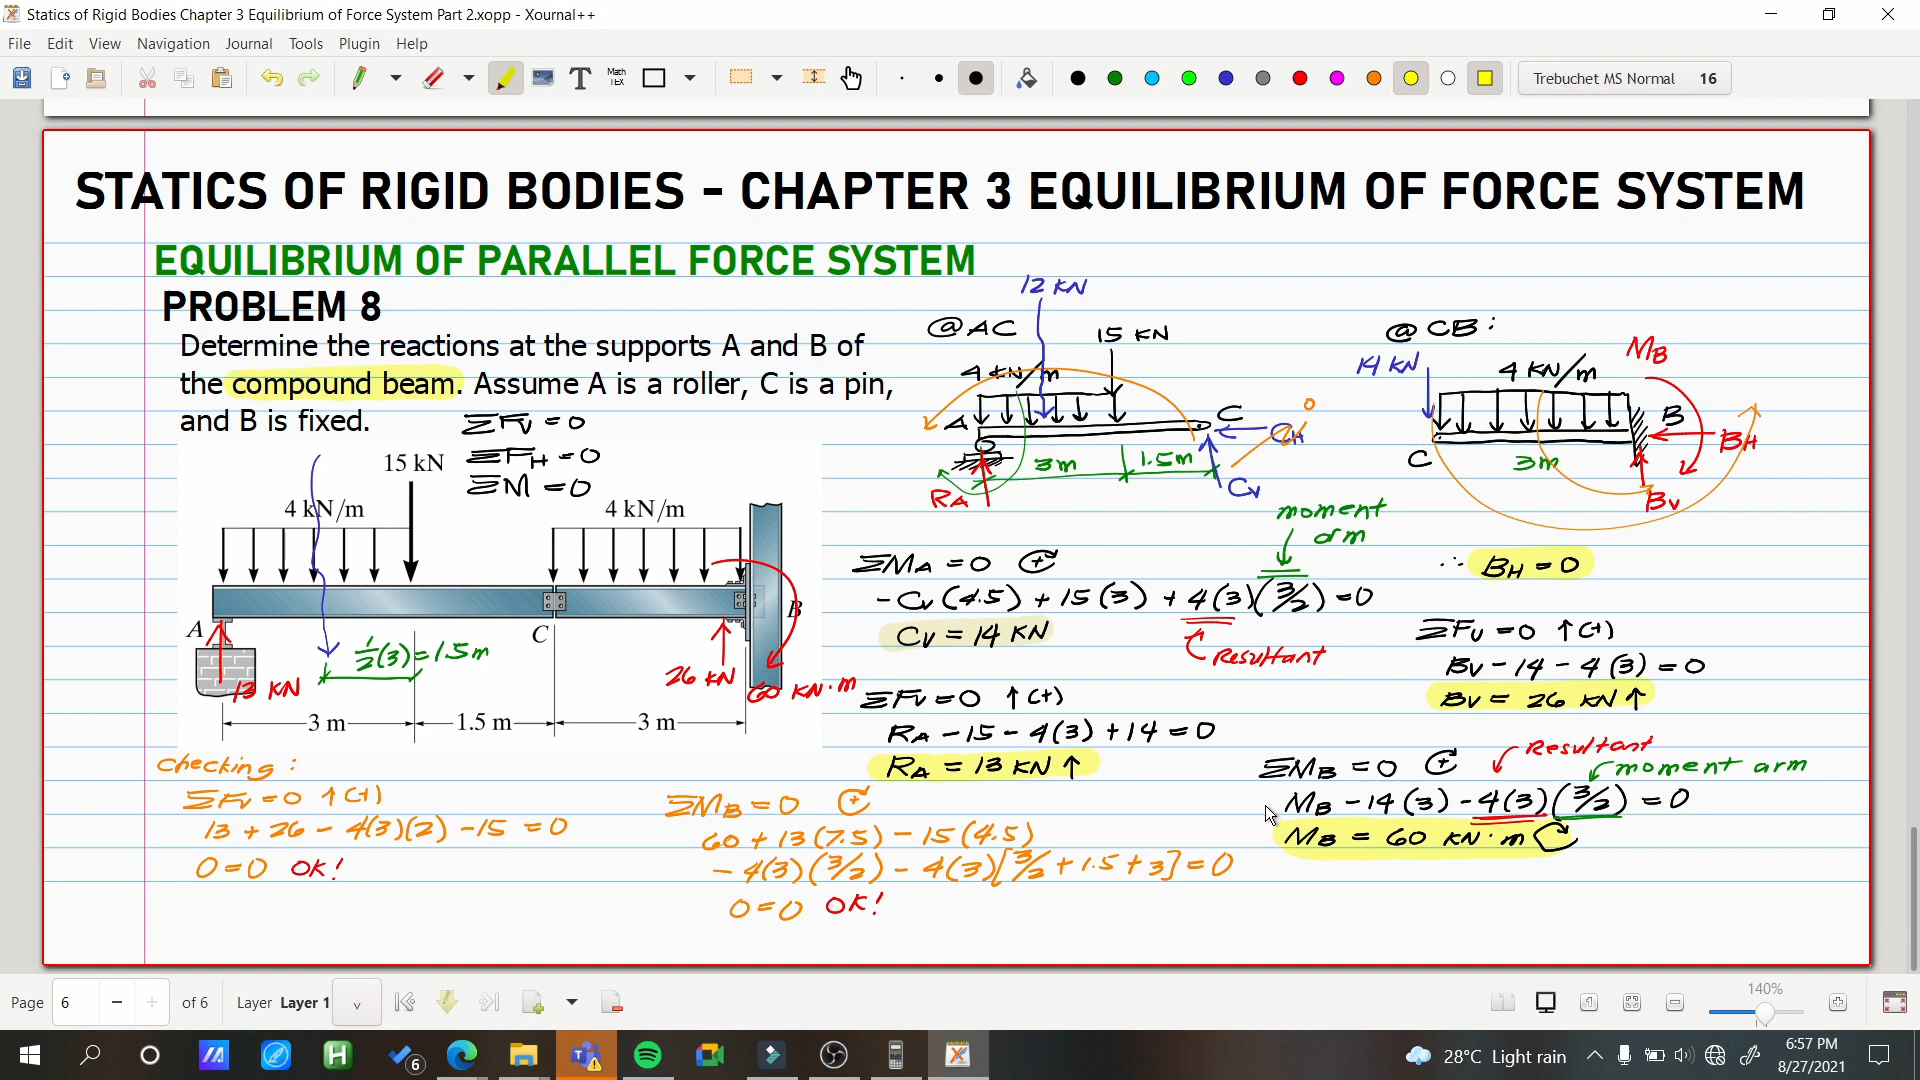 Statics of Rigid Bodies Chapter 3 Equilibrium of Force System Part 2.xopp - Xournal++
File Edit View Navigation Journal Tools Plugin Help
Math
TEX
Trebuchet MS Normal 16
STATICS OF RIGID BODIES - CHAPTER 3 EQUILIBRIUM OF FORCE SYSTEM
EQUILIBRIUM OF PARALLEL FORCE SYSTEM
PROBLEM 8
Determine the reactions at the supports A and B of
the compound beam. Assume A is a roller, C is a pin,
and B is fixed.
ΣFv = 0
ΣFH = 0
ΣM = 0
15 kN
4 kN/m
4 kN/m
A
C
B
½(3) = 1.5 m
13 KN
26 KN
60 KN·m
3 m
1.5 m
3 m
Checking :
ΣFv = 0 ↑(+)
13 + 26 - 4(3)(2) - 15 = 0
0 = 0 OK!
12 KN
@ AC
15 KN
4 KN/m
A
C
CH
0
3m
1.5m
RA
Cv
ΣMA = 0 (+)
moment
arm
-Cv(4.5) + 15(3) + 4(3)(3/2) = 0
Cv = 14 KN
Resultant
ΣFv = 0 ↑(+)
RA - 15 - 4(3) + 14 = 0
RA = 13 KN ↑
ΣMB = 0 (+)
60 + 13(7.5) - 15(4.5)
- 4(3)(3/2) - 4(3)[3/2 + 1.5 + 3] = 0
0 = 0 OK!
@ CB :
14 KN
4 KN/m
MB
B
BH
C
3m
Bv
∴ BH = 0
ΣFv = 0 ↑(+)
Bv - 14 - 4(3) = 0
Bv = 26 KN ↑
ΣMB = 0 (+)
Resultant
moment arm
MB - 14(3) - 4(3)(3/2) = 0
MB = 60 KN·m
Page 6 of 6 Layer Layer 1
140%
6
28°C Light rain
6:57 PM
8/27/2021